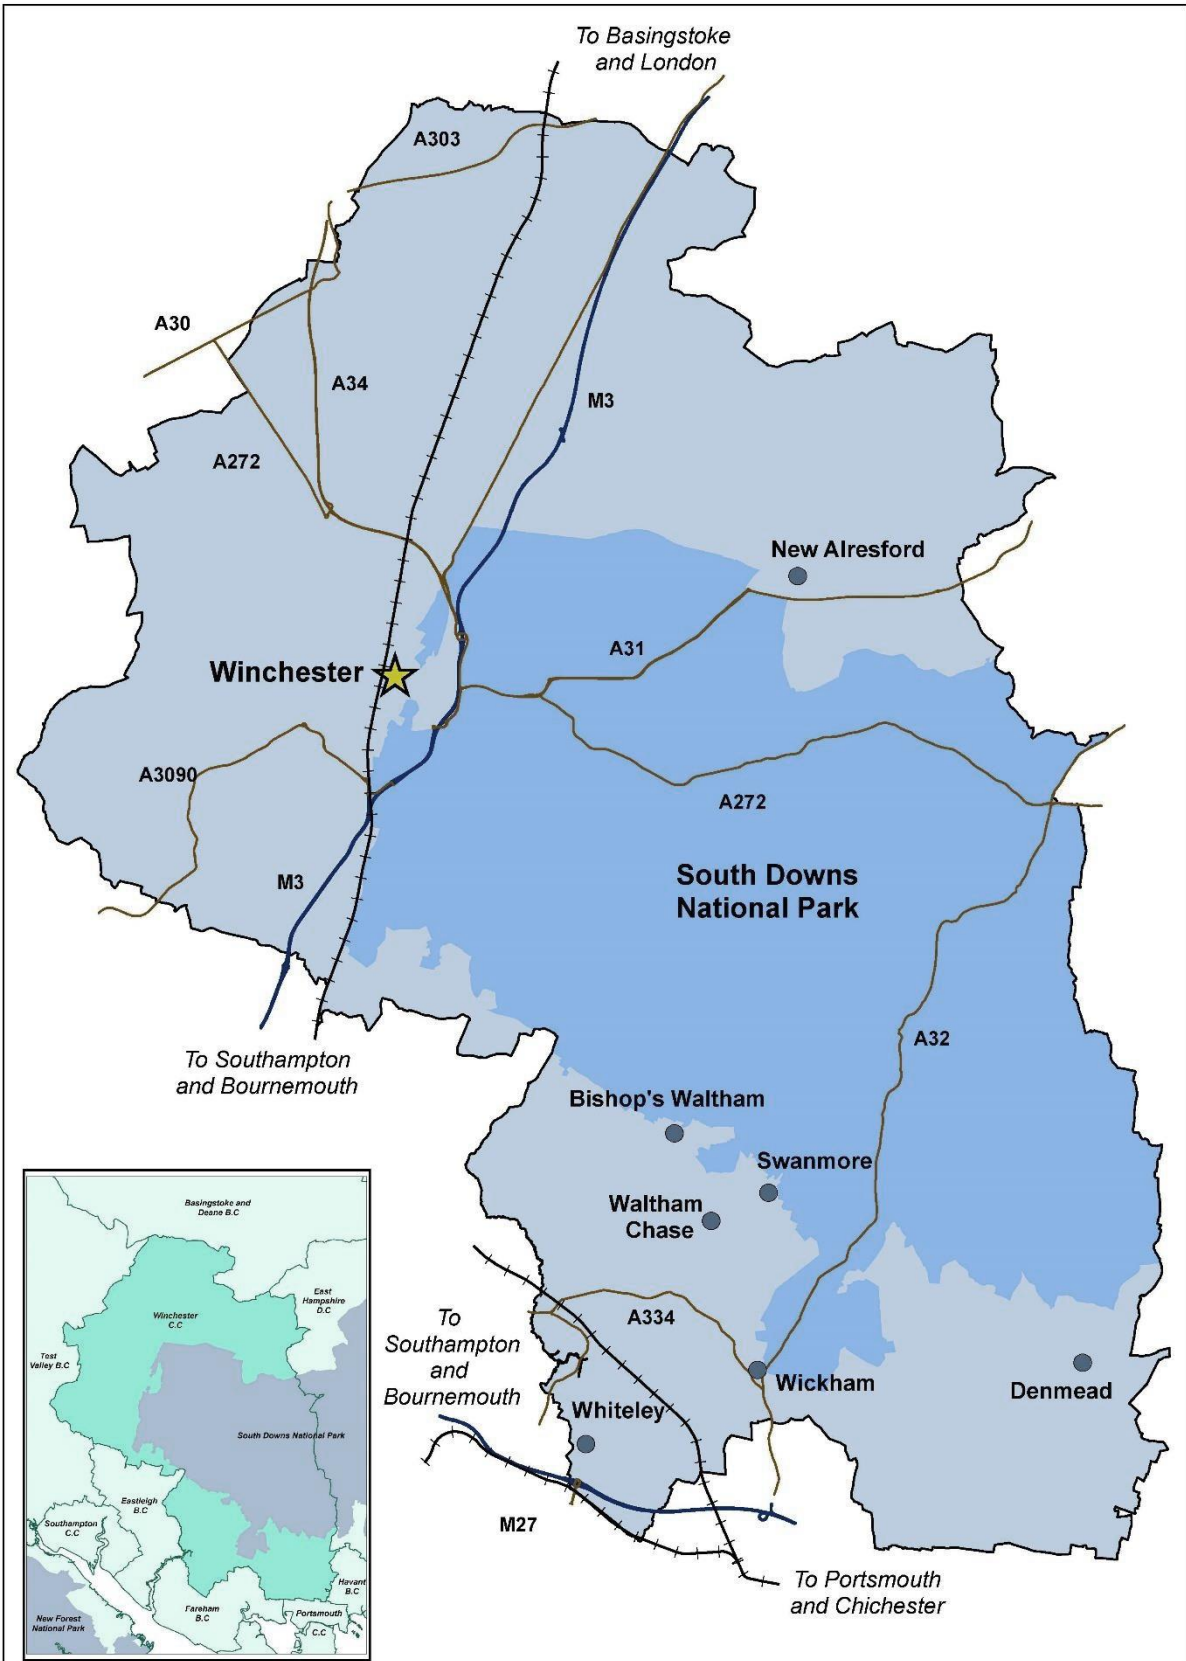 To Basingstoke
and London
A303
A30
A34
M3
A272
New Alresford
A31
Winchester
A3090
A272
M3
South Downs
National Park
A32
To Southampton
and Bournemouth
Bishop's Waltham
Swanmore
Waltham
Chase
To
Southampton
and
Bournemouth
A334
Wickham
Denmead
Whiteley
M27
To Portsmouth
and Chichester
Basingstoke and
Deane B.C
East
Hampshire
D.C
Winchester
C.C
Test
Valley B.C
South Downs National Park
Eastleigh
B.C
Southampton
C.C
Havant
B.C
Fareham
B.C
Portsmouth
C.C
New Forest
National Park